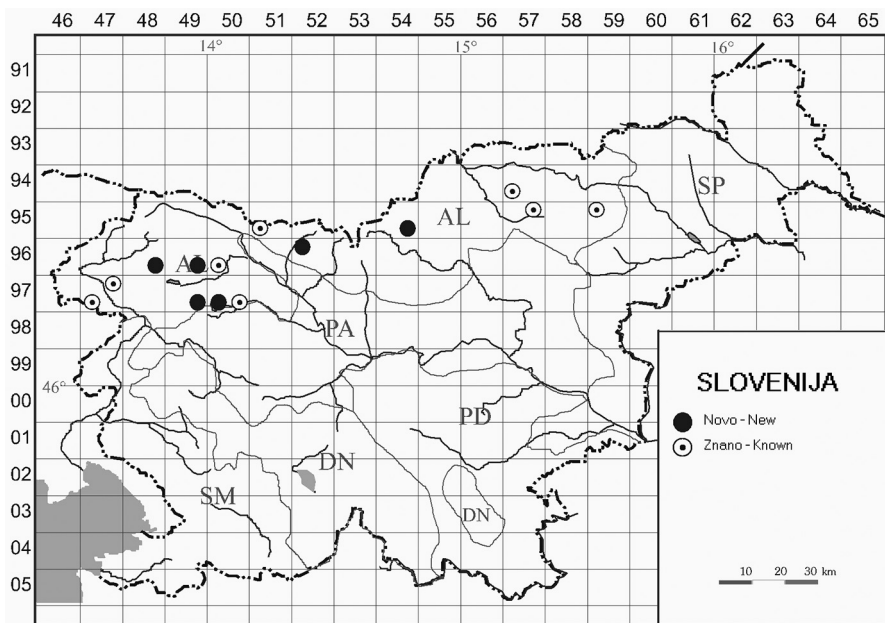 46 47 48 49 50 51 52 53 54 55 56 57 58 59 60 61 62 63 64 65
14° 15° 16°
91
92
93
94
95
96
97
98
99
46°
00
01
02
03
04
05
AL
SP
AL
PA
PD
DN
SM
DN
SLOVENIJA
Novo - New
Znano - Known
10 20 30 km